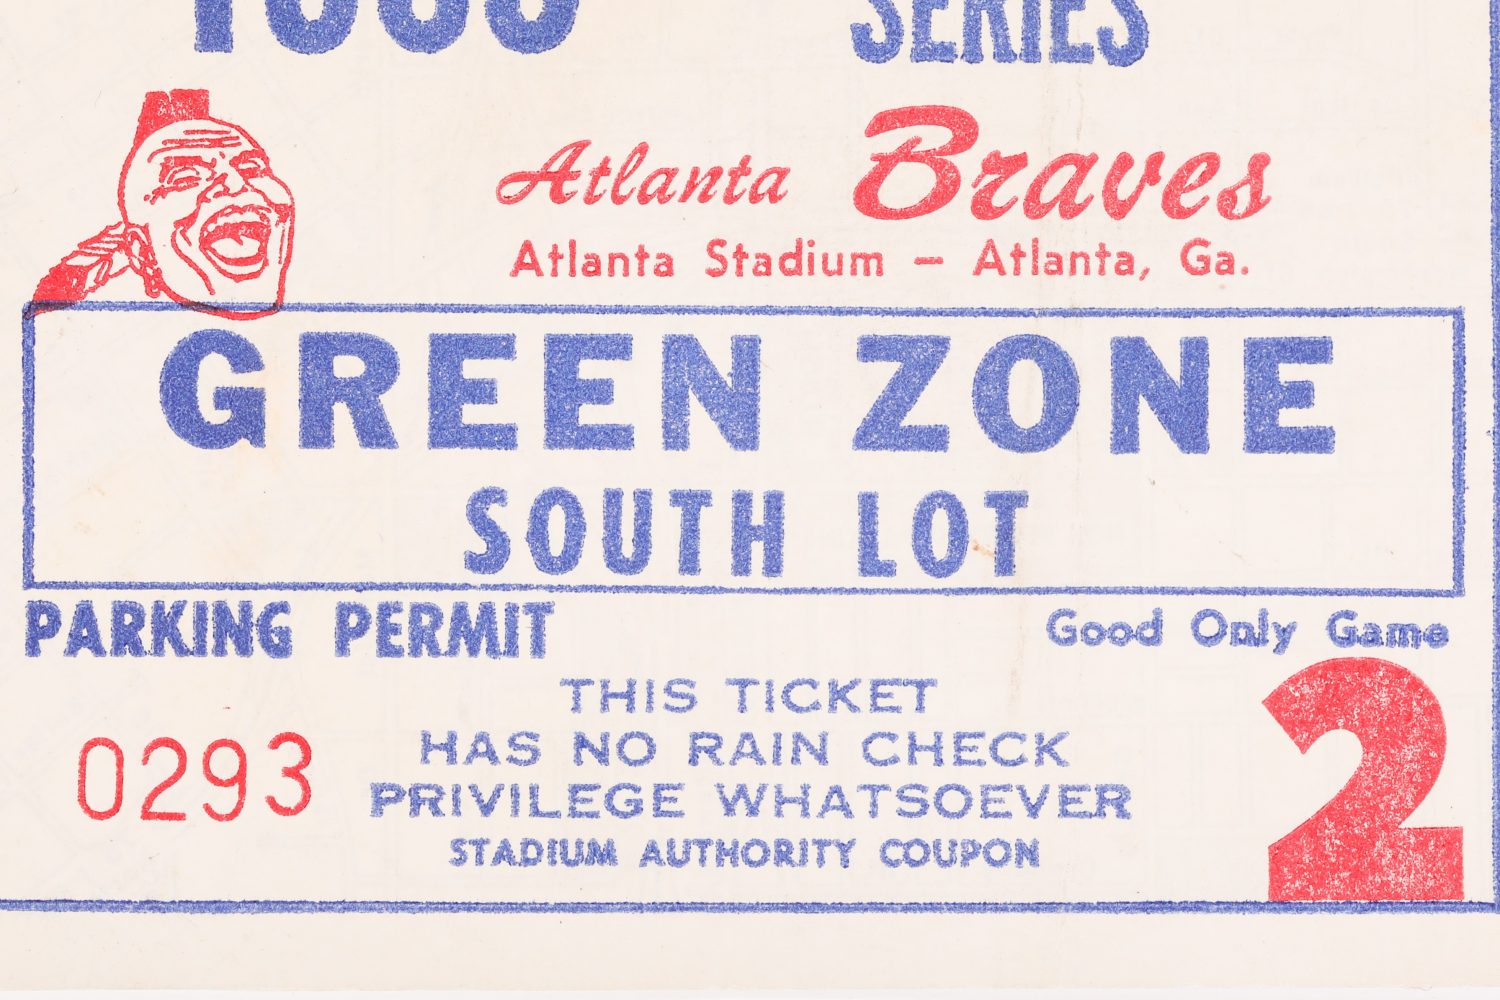 SERIES
Atlanta Braves
Atlanta Stadium – Atlanta, Ga.
GREEN ZONE
SOUTH LOT
PARKING PERMIT
Good Only Game
2
THIS TICKET
HAS NO RAIN CHECK
PRIVILEGE WHATSOEVER
0293
STADIUM AUTHORITY COUPON